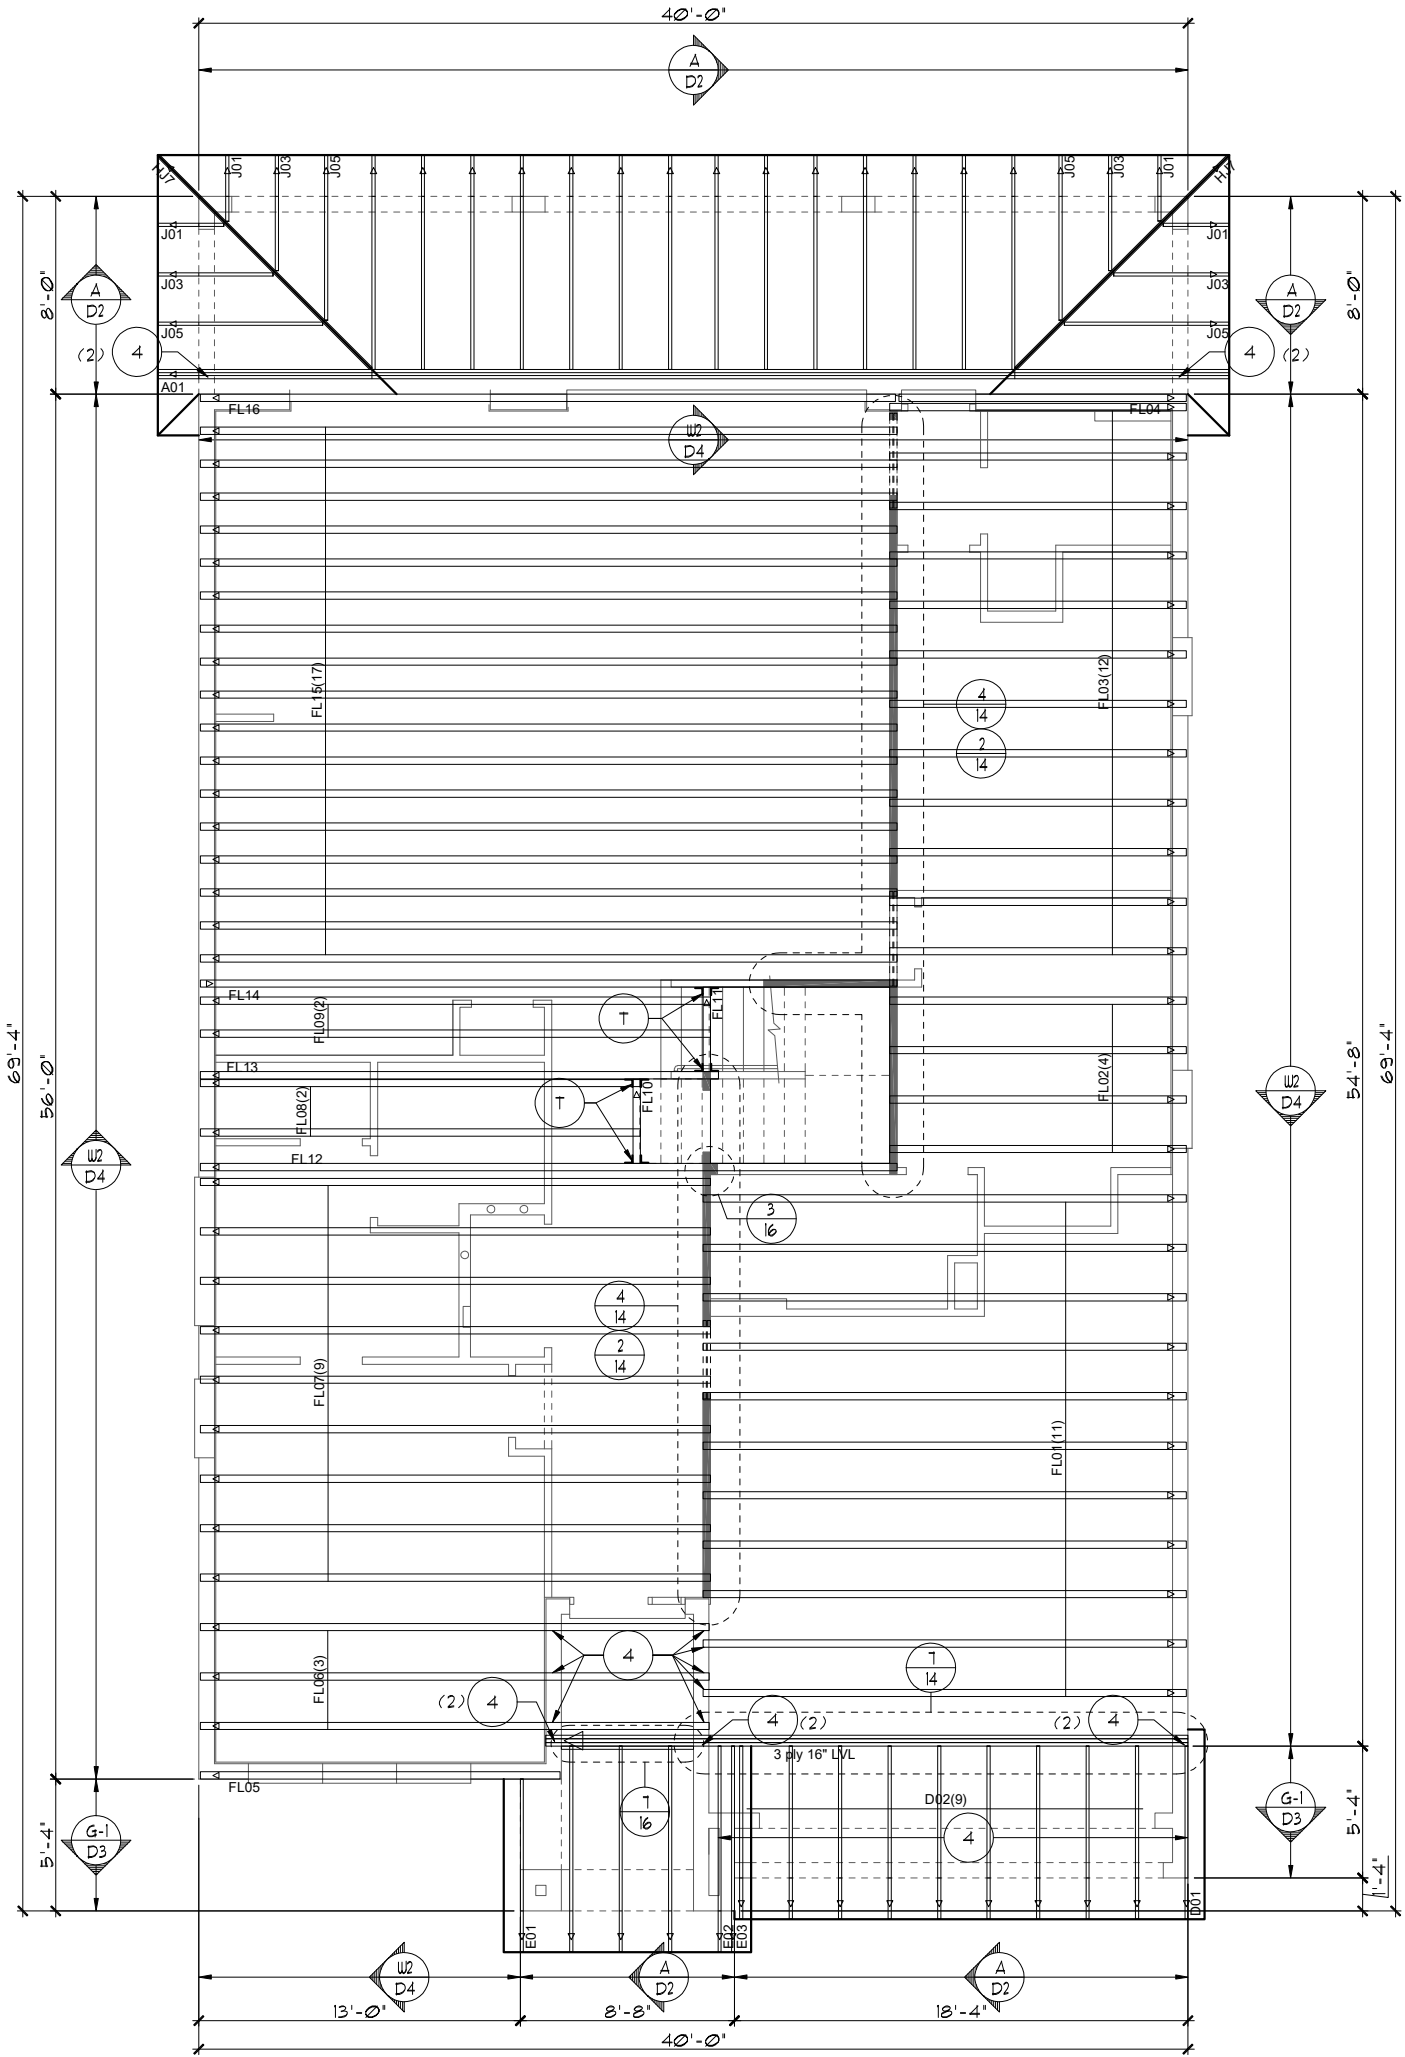 40'-0"
A
D2
HJ7
J01
J03
J05
J05
J03
J01
HJ7
J01
J03
J05
A01
J01
J03
J05
8'-0"
A
D2
(2)
4
A
D2
8'-0"
4
(2)
FL16
FL04
W2
D4
FL15(17)
FL03(12)
4
14
2
14
69'-4"
56'-0"
W2
D4
54'-8"
69'-4"
W2
D4
FL14
FL09(2)
T
FL11
FL13
FL08(2)
T
FL10
FL02(4)
FL12
3
16
4
14
2
14
FL07(9)
FL01(11)
FL06(3)
4
(2)
4
7
14
4
(2)
(2)
4
3 ply 16" LVL
FL05
7
16
D02(9)
4
5'-4"
G-1
D3
G-1
D3
5'-4"
1'-4"
E01
E02
E03
D01
W2
D4
A
D2
A
D2
13'-0"
8'-8"
18'-4"
40'-0"